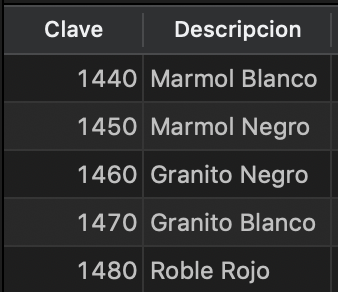 Clave Descripcion
1440 Marmol Blanco
1450 Marmol Negro
1460 Granito Negro
1470 Granito Blanco
1480 Roble Rojo